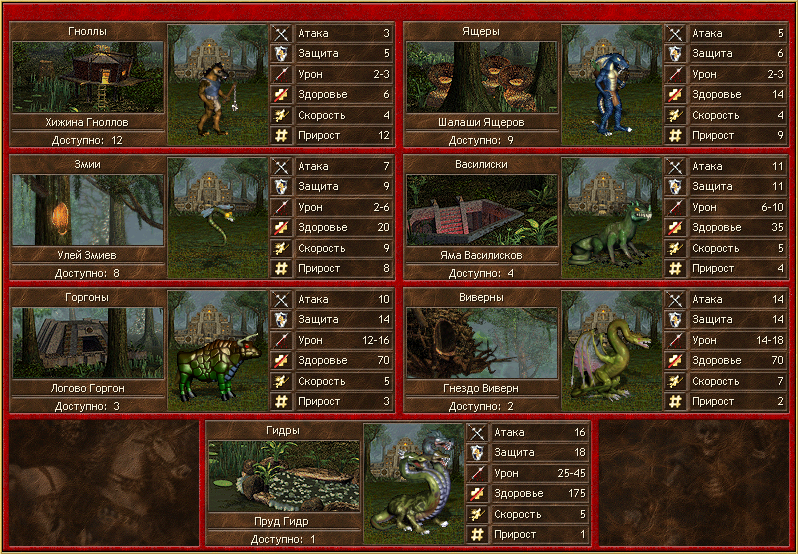 Гноллы
Атака 3
Защита 5
Урон 2-3
Здоровье 6
Скорость 4
Прирост 12
Хижина Гноллов
Доступно: 12
Ящеры
Атака 5
Защита 6
Урон 2-3
Здоровье 14
Скорость 4
Прирост 9
Шалаши Ящеров
Доступно: 9
Змии
Атака 7
Защита 9
Урон 2-6
Здоровье 20
Скорость 9
Прирост 8
Улей Змиев
Доступно: 8
Василиски
Атака 11
Защита 11
Урон 6-10
Здоровье 35
Скорость 5
Прирост 4
Яма Василисков
Доступно: 4
Горгоны
Атака 10
Защита 14
Урон 12-16
Здоровье 70
Скорость 5
Прирост 3
Логово Горгон
Доступно: 3
Виверны
Атака 14
Защита 14
Урон 14-18
Здоровье 70
Скорость 7
Прирост 2
Гнездо Виверн
Доступно: 2
Гидры
Атака 16
Защита 18
Урон 25-45
Здоровье 175
Скорость 5
Прирост 1
Пруд Гидр
Доступно: 1